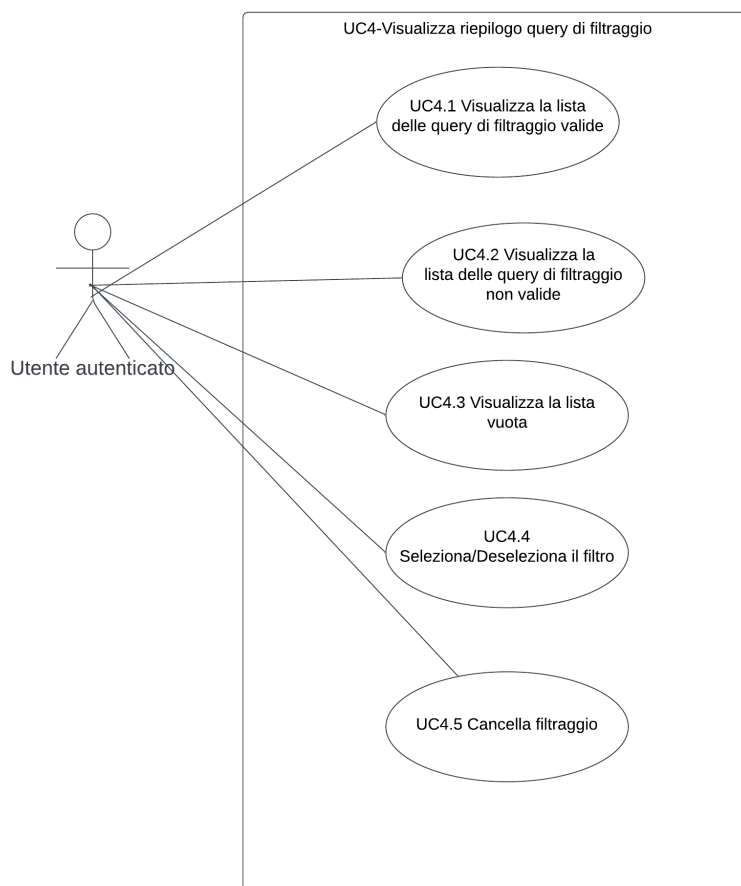 UC4-Visualizza riepilogo query di filtraggio
UC4.1 Visualizza la lista
delle query di filtraggio valide
UC4.2 Visualizza la
lista delle query di filtraggio
non valide
Utente autenticato
UC4.3 Visualizza la lista
vuota
UC4.4
Seleziona/Deseleziona il filtro
UC4.5 Cancella filtraggio